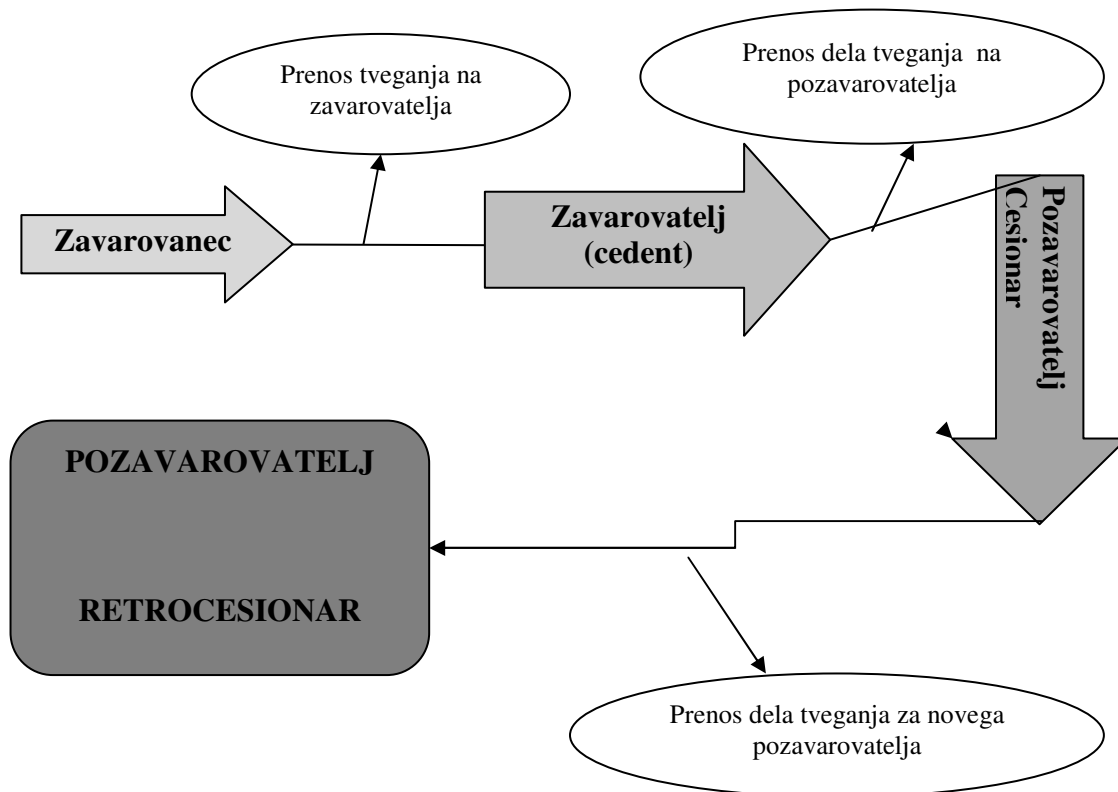 Prenos tveganja na
zavarovatelja
Prenos dela tveganja na
pozavarovatelja
Zavarovanec
Zavarovatelj
(cedent)
Pozavarovatelj
Cesionar
POZAVAROVATELJ
RETROCESIONAR
Prenos dela tveganja za novega
pozavarovatelja